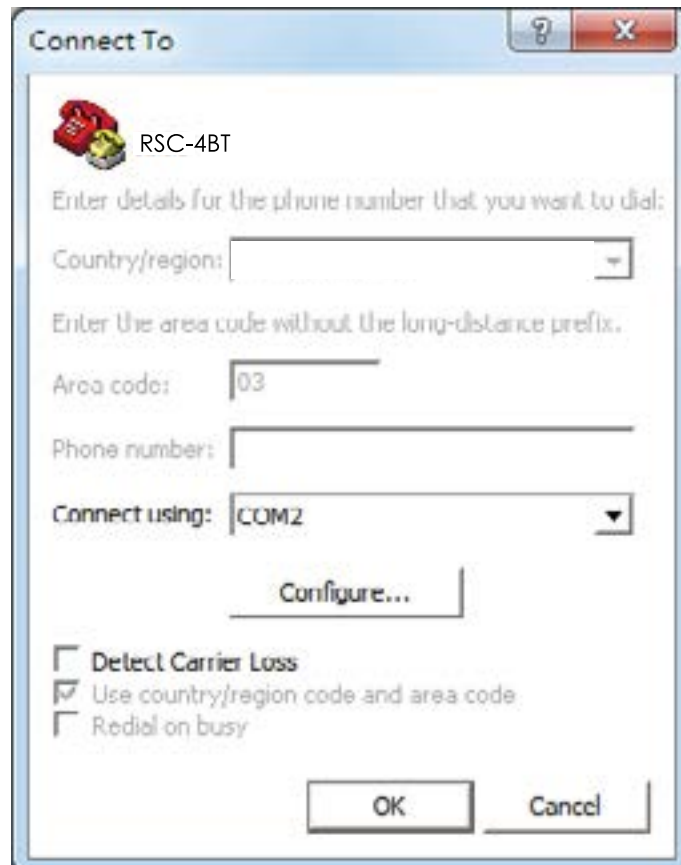 Connect To
RSC-4BT
Enter details for the phone number that you want to dial:
Country/region:
Enter the area code without the long-distance prefix.
Area code: 03
Phone number:
Connect using: COM2
Configure...
Detect Carrier Loss
Use country/region code and area code
Redial on busy
OK Cancel